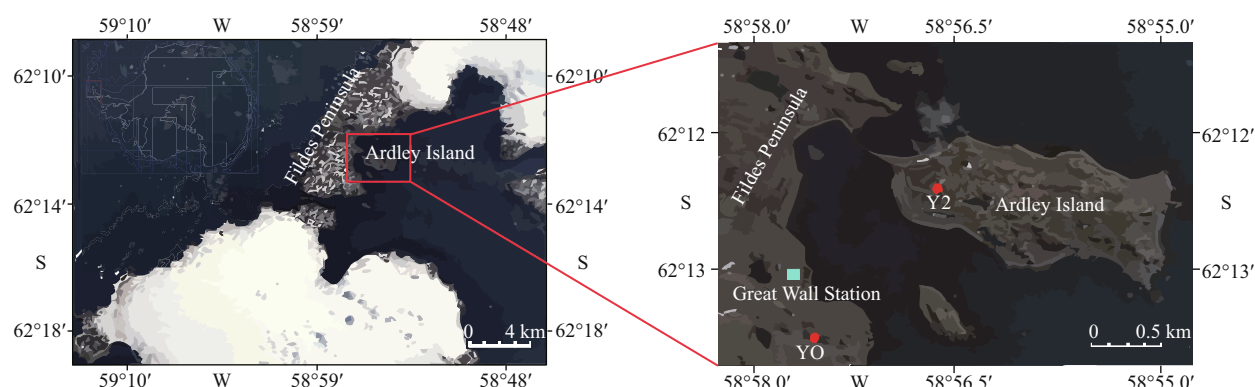 59°10′ W 58°59′ 58°48′
62°10′ 62°10′
Fildes Peninsula
Ardley Island
62°14′ 62°14′
S S
62°18′ 62°18′
0 4 km
59°10′ W 58°59′ 58°48′
58°58.0′ W 58°56.5′ 58°55.0′
62°12′ 62°12′
Fildes Peninsula
Y2
Ardley Island
S S
62°13′ 62°13′
Great Wall Station
YO
0 0.5 km
58°58.0′ W 58°56.5′ 58°55.0′